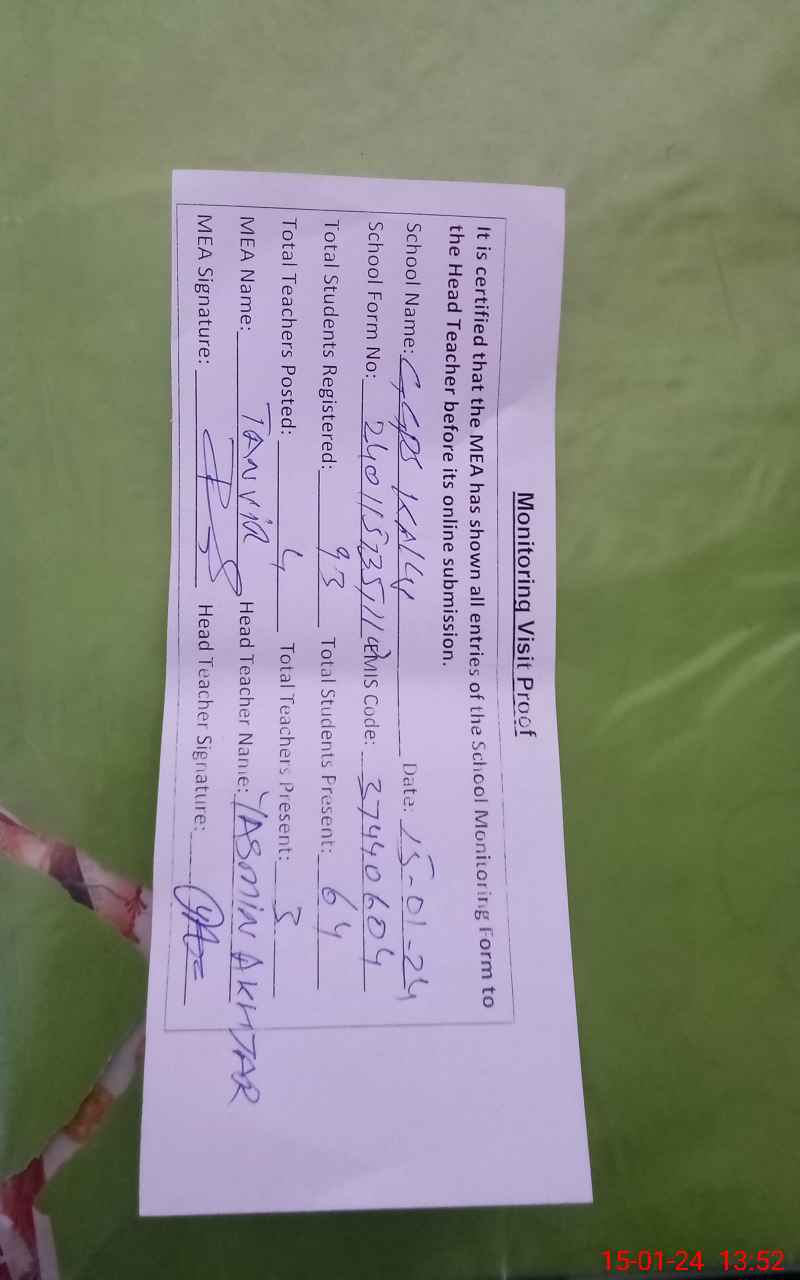 Monitoring Visit Proof
It is certified that the MEA has shown all entries of the School Monitoring Form to
the Head Teacher before its online submission.
School Name: GGPS KALLY Date: 15-01-24
School Form No: EMIS Code: 37440604
Total Students Registered: 93 Total Students Present: 64
Total Teachers Posted: 4 Total Teachers Present: 3
MEA Name: TANVIR Head Teacher Name: YASMIN AKHTAR
MEA Signature: Head Teacher Signature:
15-01-24 13:52